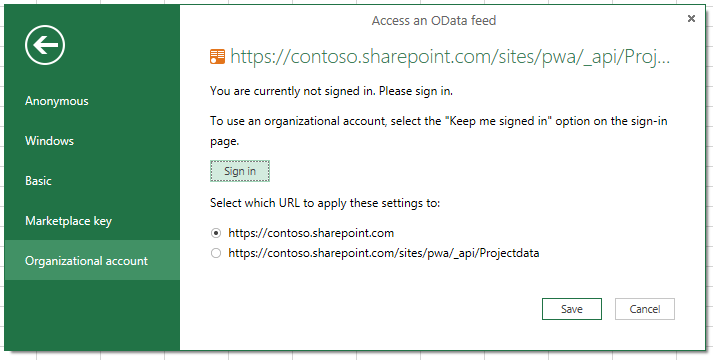 Access an OData feed
https://contoso.sharepoint.com/sites/pwa/_api/Proj...
You are currently not signed in. Please sign in.
To use an organizational account, select the "Keep me signed in" option on the sign-in
page.
Sign in
Select which URL to apply these settings to:
https://contoso.sharepoint.com
https://contoso.sharepoint.com/sites/pwa/_api/Projectdata
Save
Cancel
Anonymous
Windows
Basic
Marketplace key
Organizational account